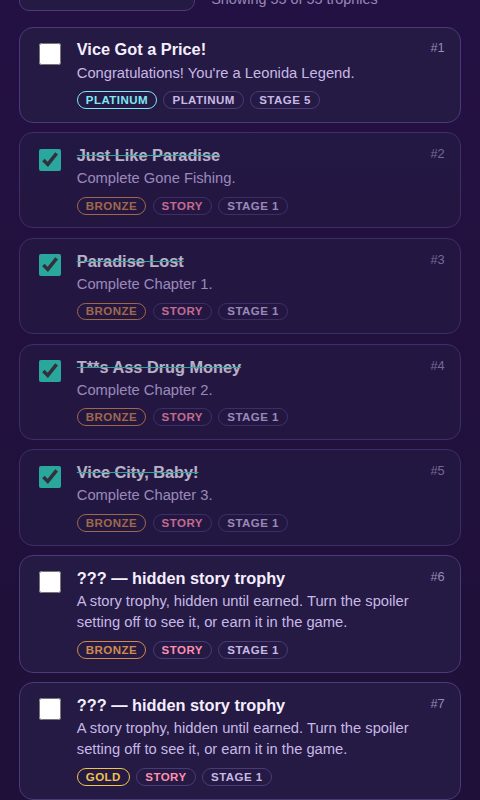 Showing 55 of 55 trophies
Vice Got a Price!
#1
Congratulations! You're a Leonida Legend.
PLATINUM PLATINUM STAGE 5
Just Like Paradise
#2
Complete Gone Fishing.
BRONZE STORY STAGE 1
Paradise Lost
#3
Complete Chapter 1.
BRONZE STORY STAGE 1
T**s Ass Drug Money
#4
Complete Chapter 2.
BRONZE STORY STAGE 1
Vice City, Baby!
#5
Complete Chapter 3.
BRONZE STORY STAGE 1
??? — hidden story trophy
#6
A story trophy, hidden until earned. Turn the spoiler
setting off to see it, or earn it in the game.
BRONZE STORY STAGE 1
??? — hidden story trophy
#7
A story trophy, hidden until earned. Turn the spoiler
setting off to see it, or earn it in the game.
GOLD STORY STAGE 1